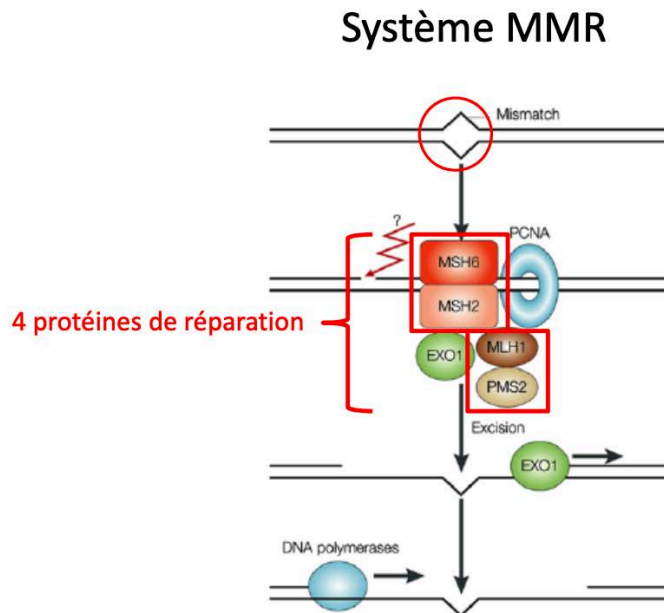 Système MMR
Mismatch
?
PCNA
MSH6
MSH2
4 protéines de réparation
EXO1
MLH1
PMS2
Excision
EXO1
DNA polymerases